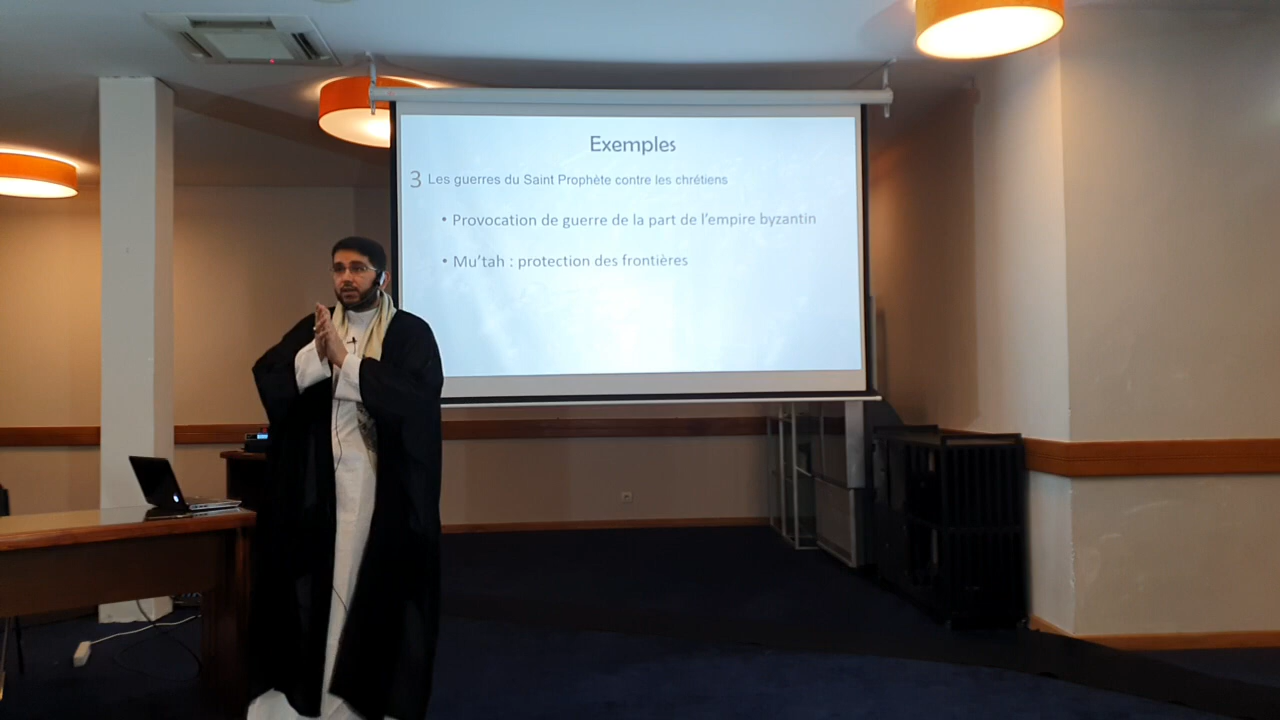 Exemples
3 Les guerres du Saint Prophète contre les chrétiens
• Provocation de guerre de la part de l'empire byzantin
• Mu'tah : protection des frontières